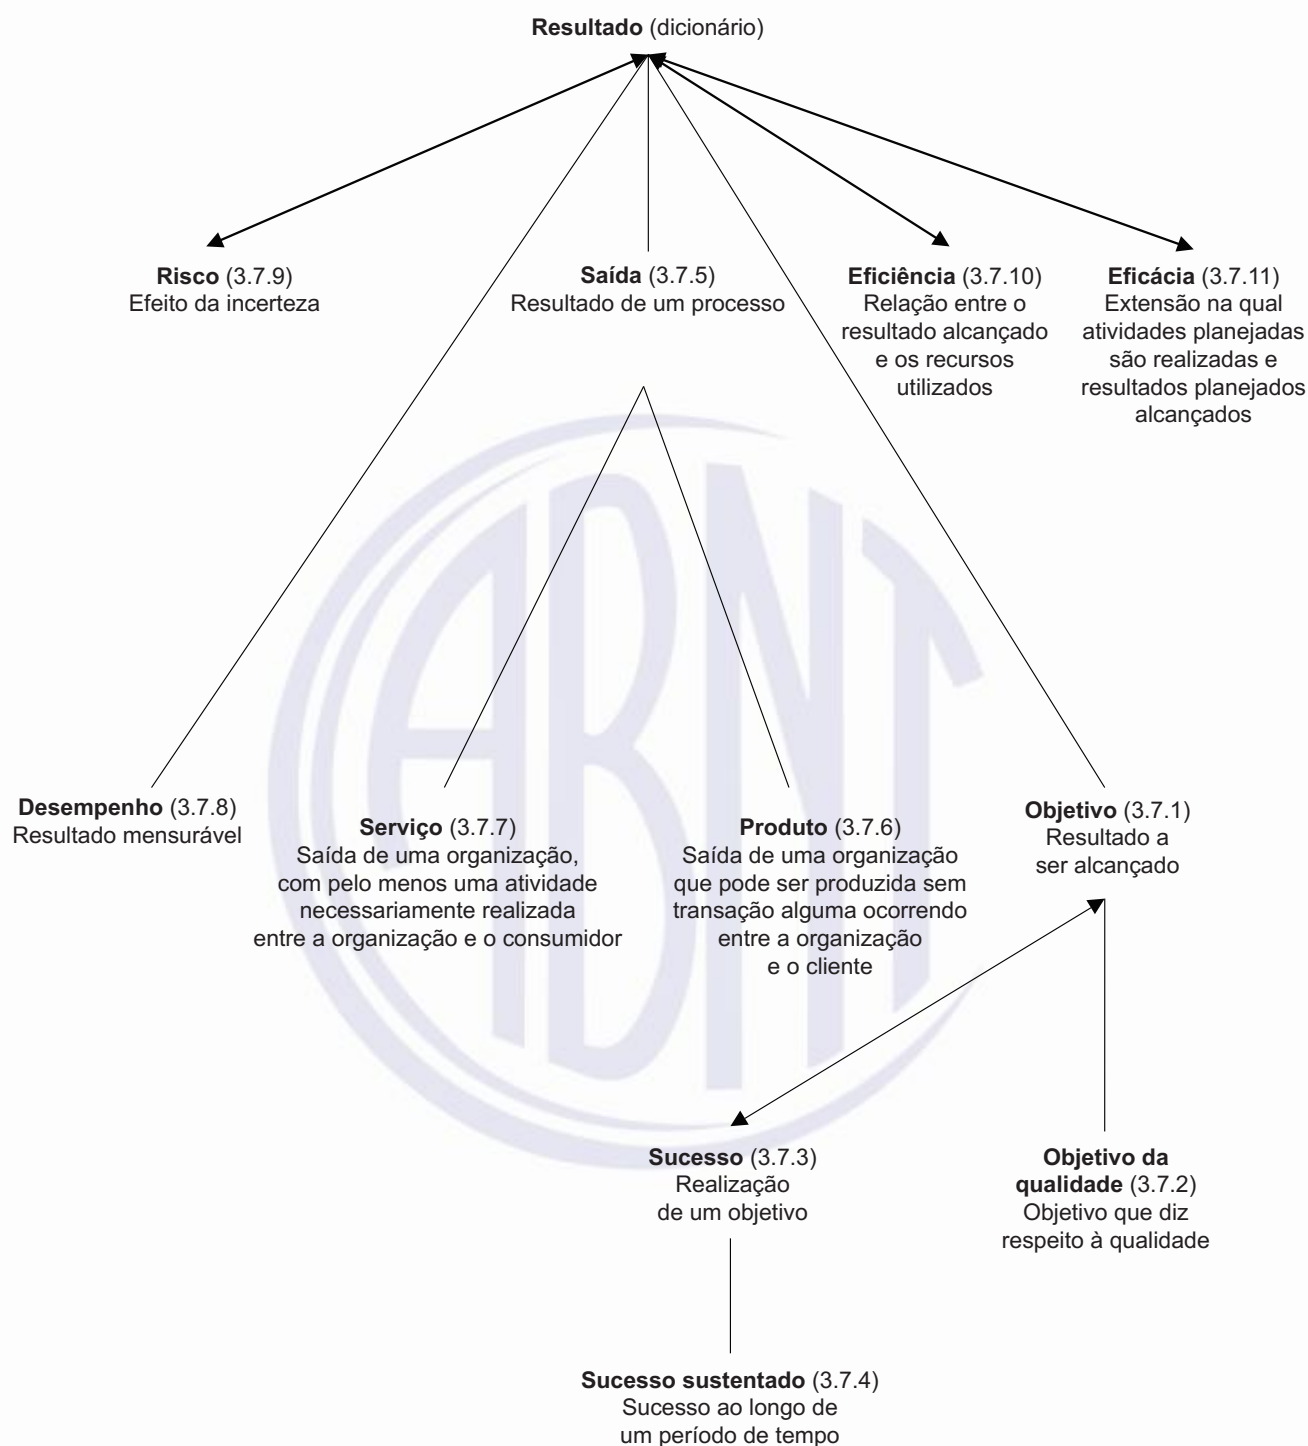 Resultado (dicionário)
Risco (3.7.9)
Efeito da incerteza
Saída (3.7.5)
Resultado de um processo
Eficiência (3.7.10)
Relação entre o
resultado alcançado
e os recursos
utilizados
Eficácia (3.7.11)
Extensão na qual
atividades planejadas
são realizadas e
resultados planejados
alcançados
Desempenho (3.7.8)
Resultado mensurável
Serviço (3.7.7)
Saída de uma organização,
com pelo menos uma atividade
necessariamente realizada
entre a organização e o consumidor
Produto (3.7.6)
Saída de uma organização
que pode ser produzida sem
transação alguma ocorrendo
entre a organização
e o cliente
Objetivo (3.7.1)
Resultado a
ser alcançado
Sucesso (3.7.3)
Realização
de um objetivo
Objetivo da
qualidade (3.7.2)
Objetivo que diz
respeito à qualidade
Sucesso sustentado (3.7.4)
Sucesso ao longo de
um período de tempo
ABNT